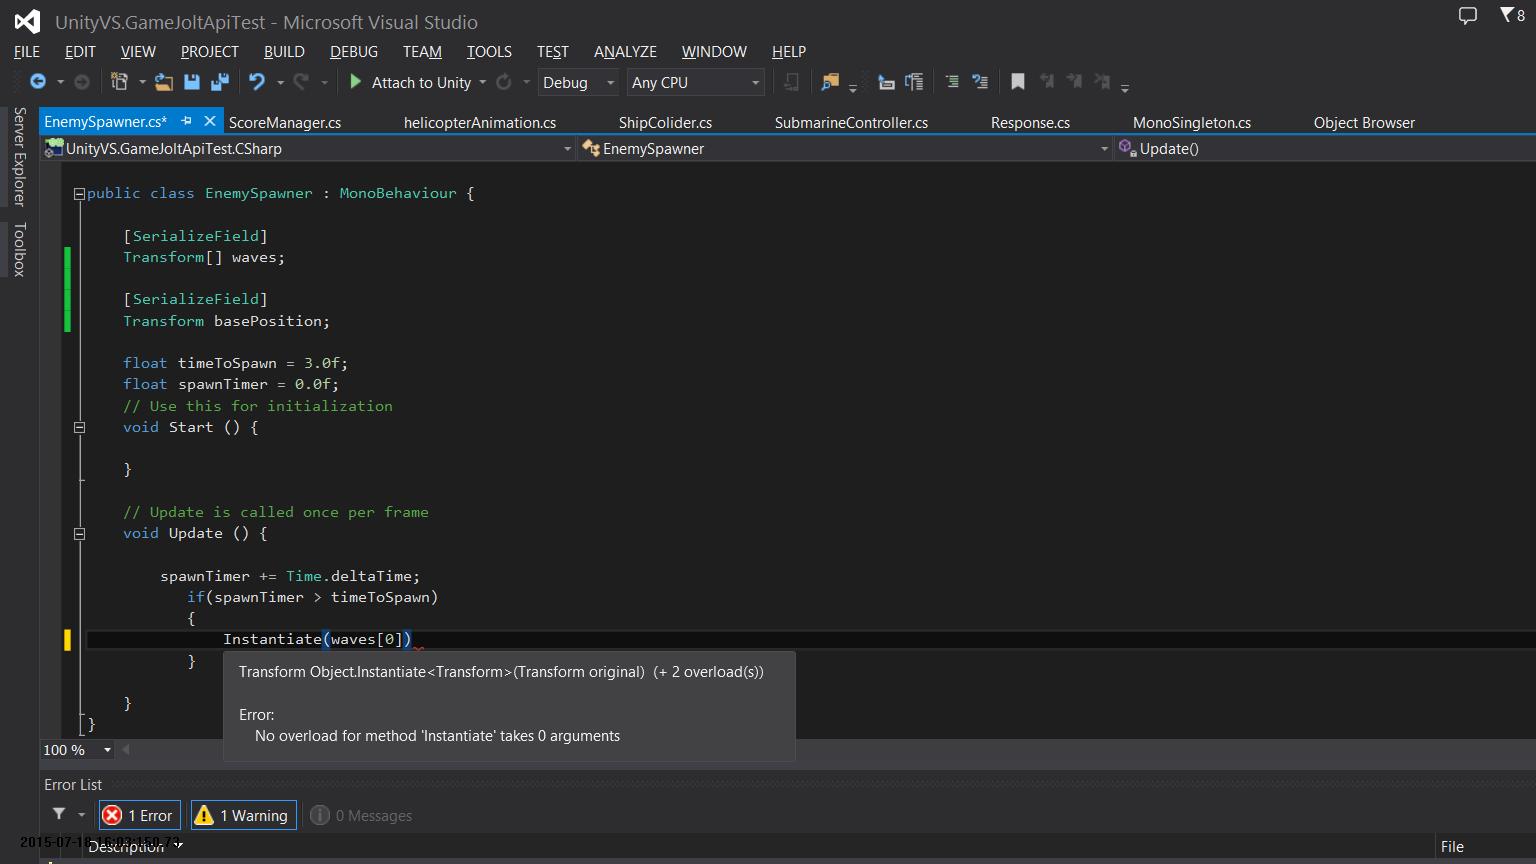 UnityVS.GameJoltApiTest - Microsoft Visual Studio
8
FILE EDIT VIEW PROJECT BUILD DEBUG TEAM TOOLS TEST ANALYZE WINDOW HELP
Attach to Unity Debug Any CPU
Server Explorer
Toolbox
EnemySpawner.cs* ScoreManager.cs helicopterAnimation.cs ShipColider.cs SubmarineController.cs Response.cs MonoSingleton.cs Object Browser
UnityVS.GameJoltApiTest.CSharp EnemySpawner Update()
public class EnemySpawner : MonoBehaviour {
[SerializeField]
Transform[] waves;
[SerializeField]
Transform basePosition;
float timeToSpawn = 3.0f;
float spawnTimer = 0.0f;
// Use this for initialization
void Start () {
}
// Update is called once per frame
void Update () {
spawnTimer += Time.deltaTime;
if(spawnTimer > timeToSpawn)
{
Instantiate(waves[0])
}
Transform Object.Instantiate<Transform>(Transform original) (+ 2 overload(s))
Error:
No overload for method 'Instantiate' takes 0 arguments
}
}
100 %
Error List
1 Error 1 Warning 0 Messages
Description File